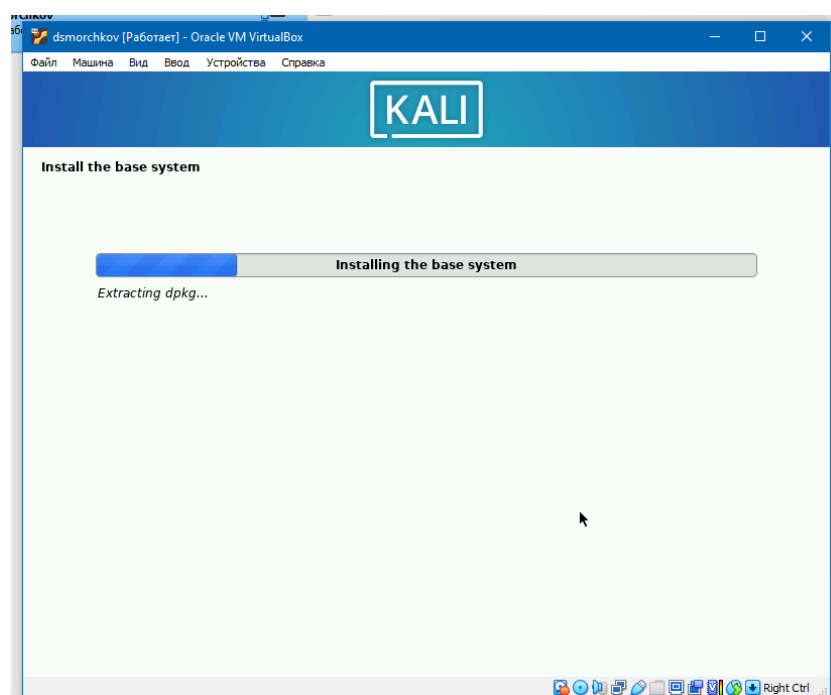 dsmorchkov [Работает] - Oracle VM VirtualBox
Файл Машина Вид Ввод Устройства Справка
KALI
Install the base system
Installing the base system
Extracting dpkg...
Right Ctrl